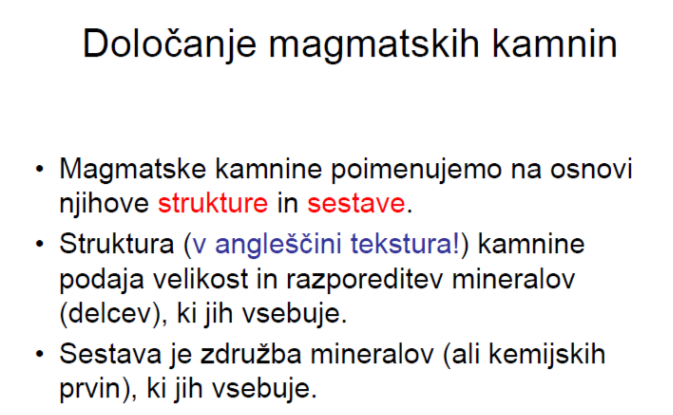 Določanje magmatskih kamnin
• Magmatske kamnine poimenujemo na osnovi
njihove strukture in sestave.
• Struktura (v angleščini tekstura!) kamnine
podaja velikost in razporeditev mineralov
(delcev), ki jih vsebuje.
• Sestava je združba mineralov (ali kemijskih
prvin), ki jih vsebuje.